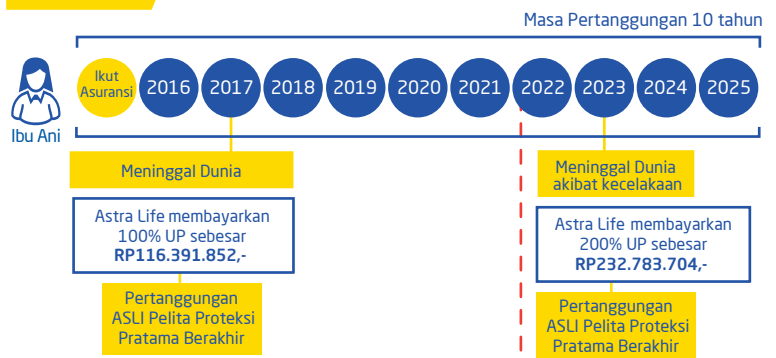 Masa Pertanggungan 10 tahun
Ikut
Asuransi
2016
2017
2018
2019
2020
2021
2022
2023
2024
2025
Ibu Ani
Meninggal Dunia
Astra Life membayarkan
100% UP sebesar
RP116.391.852,-
Pertanggungan
ASLI Pelita Proteksi
Pratama Berakhir
Meninggal Dunia
akibat kecelakaan
Astra Life membayarkan
200% UP sebesar
RP232.783.704,-
Pertanggungan
ASLI Pelita Proteksi
Pratama Berakhir